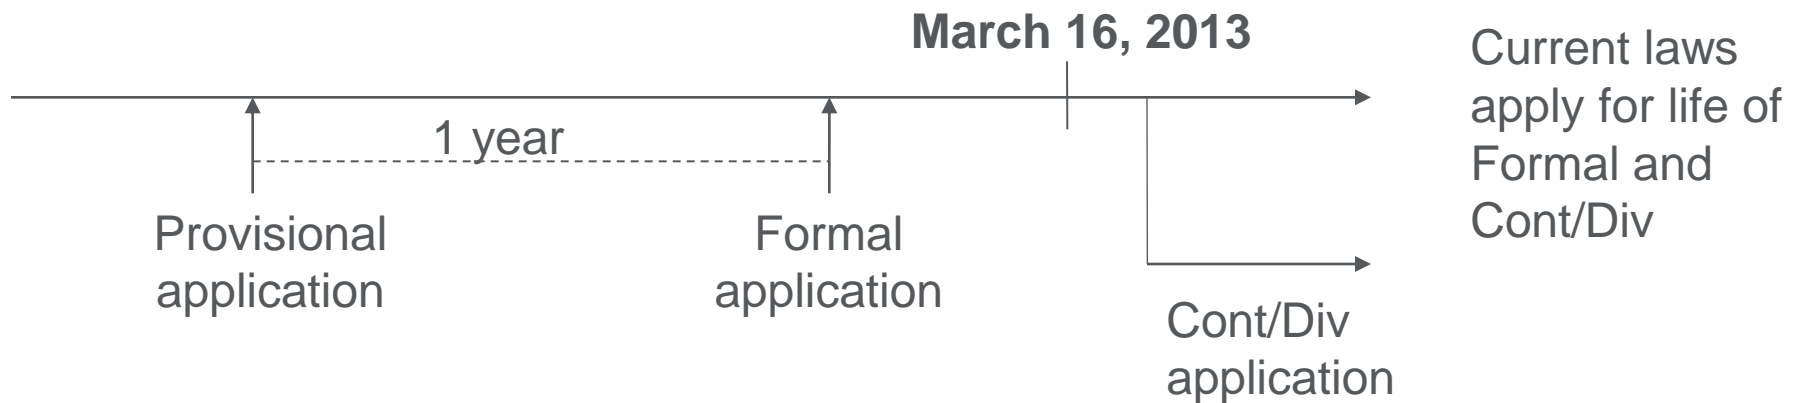 March 16, 2013
Current laws
apply for life of
Formal and
Cont/Div
1 year
Provisional
application
Formal
application
Cont/Div
application